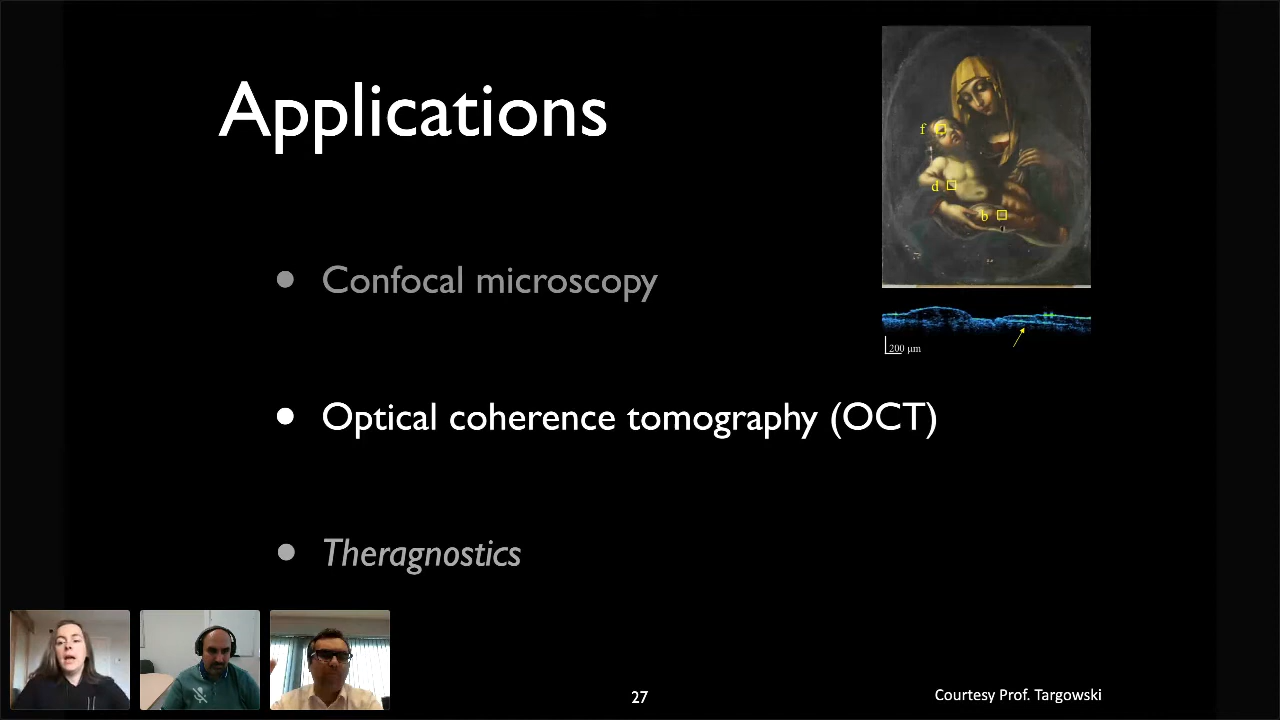 Applications
f
d
b
200 μm
• Confocal microscopy
• Optical coherence tomography (OCT)
• Theragnostics
27
Courtesy Prof. Targowski